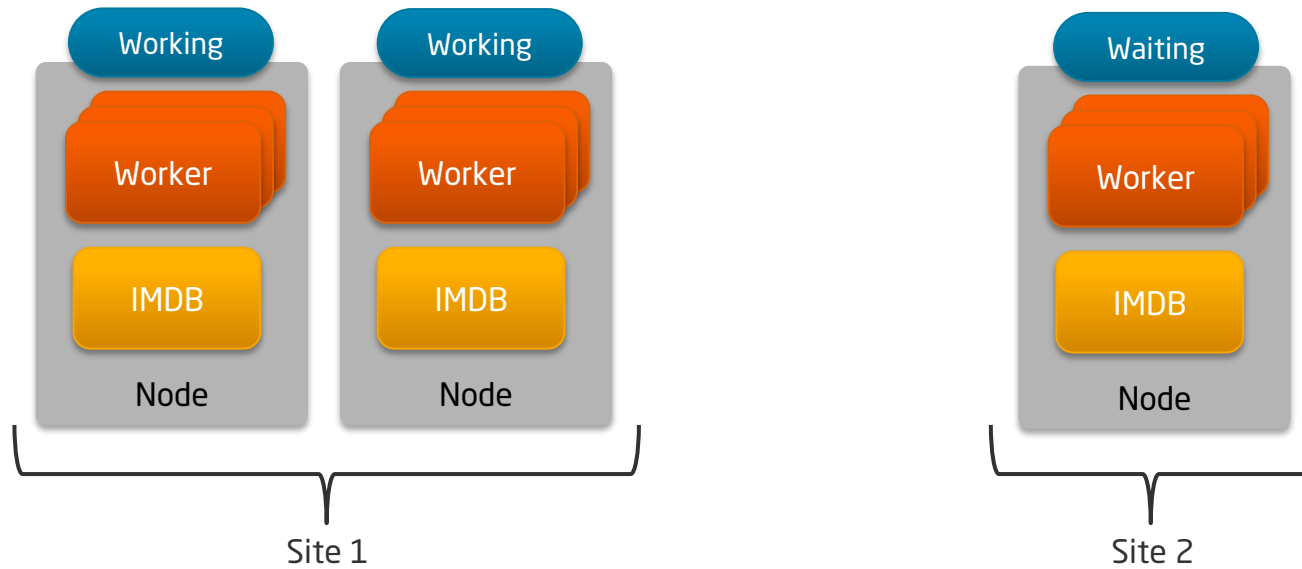 Working
Worker
IMDB
Node
Working
Worker
IMDB
Node
Site 1
Waiting
Worker
IMDB
Node
Site 2